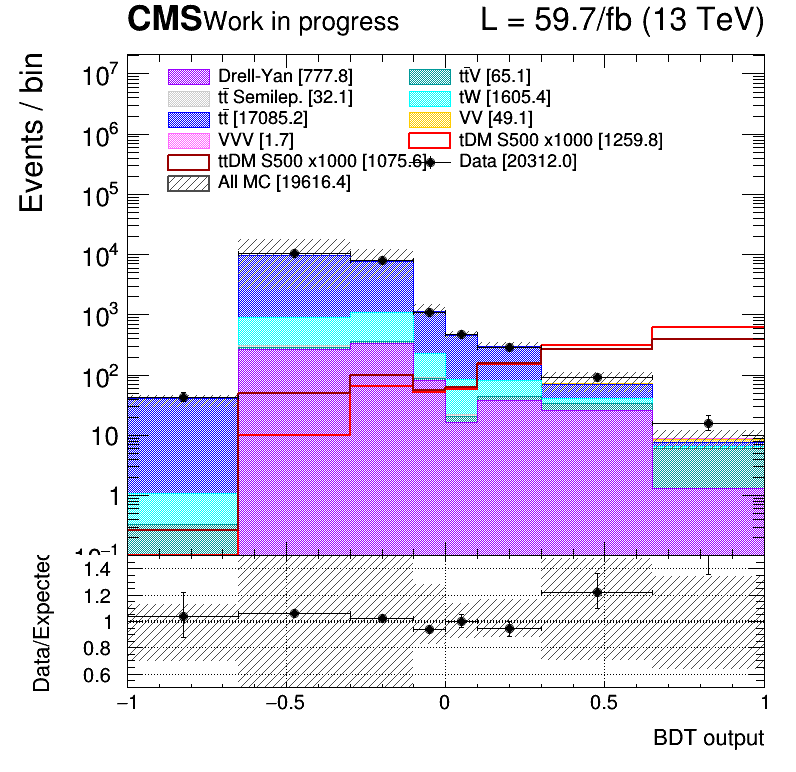 CMS Work in progress L = 59.7/fb (13 TeV)
Events / bin
10⁷
10⁶
10⁵
10⁴
10³
10²
10
1
10⁻¹
Drell-Yan [777.8]
tt̄V [65.1]
tt̄ Semilep. [32.1]
tW [1605.4]
tt̄ [17085.2]
VV [49.1]
VVV [1.7]
tDM S500 x1000 [1259.8]
ttDM S500 x1000 [1075.6]
Data [20312.0]
All MC [19616.4]
Data/Expected
1.4
1.2
1
0.8
0.6
−1 −0.5 0 0.5 1
BDT output